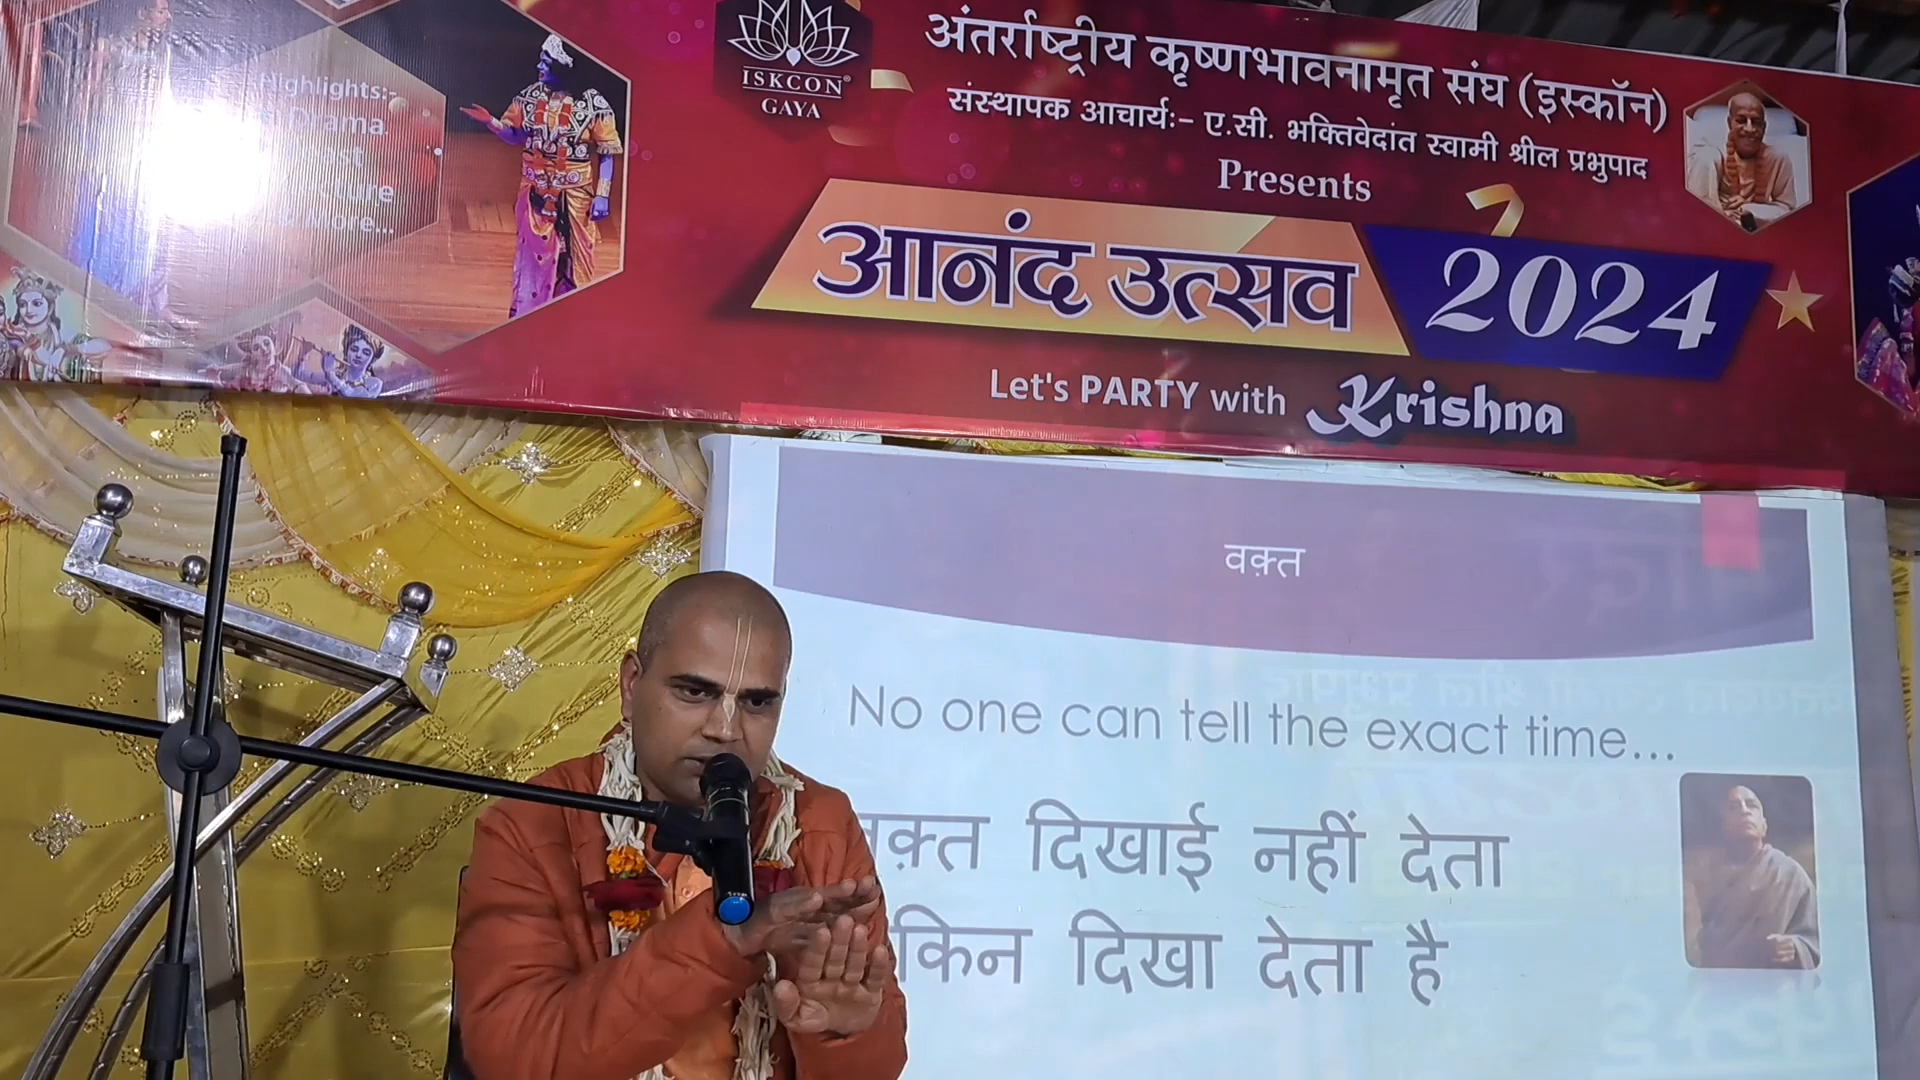 Highlights:-
Drama
ISKCON®
GAYA
अंतर्राष्ट्रीय कृष्णभावनामृत संघ (इस्कॉन)
संस्थापक आचार्यः- ए.सी. भक्तिवेदांत स्वामी श्रील प्रभुपाद
Presents
आनंद उत्सव 2024
Let's PARTY with Krishna
वक़्त
No one can tell the exact time...
दिखाई नहीं देता
दिखा देता है